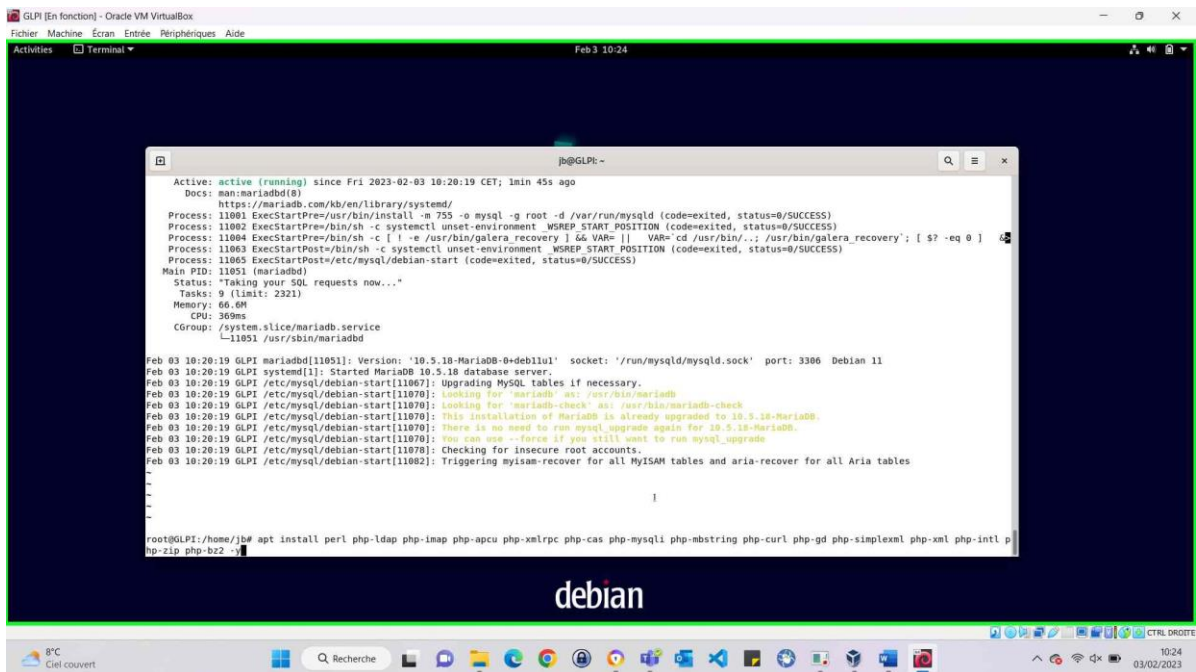 GLPI [En fonction] - Oracle VM VirtualBox
Fichier Machine Écran Entrée Périphériques Aide
Activities Terminal Feb 3 10:24
jb@GLPI: ~
Active: active (running) since Fri 2023-02-03 10:20:19 CET; 1min 45s ago
Docs: man:mariadbd(8)
https://mariadb.com/kb/en/library/systemd/
Process: 11001 ExecStartPre=/usr/bin/install -m 755 -o mysql -g root -d /var/run/mysqld (code=exited, status=0/SUCCESS)
Process: 11002 ExecStartPre=/bin/sh -c systemctl unset-environment _WSREP_START_POSITION (code=exited, status=0/SUCCESS)
Process: 11004 ExecStartPre=/bin/sh -c [ ! -e /usr/bin/galera_recovery ] && VAR= || VAR=`cd /usr/bin/..; /usr/bin/galera_recovery`; [ $? -eq 0 ] &>
Process: 11063 ExecStartPost=/bin/sh -c systemctl unset-environment _WSREP_START_POSITION (code=exited, status=0/SUCCESS)
Process: 11065 ExecStartPost=/etc/mysql/debian-start (code=exited, status=0/SUCCESS)
Main PID: 11051 (mariadbd)
Status: "Taking your SQL requests now..."
Tasks: 9 (limit: 2321)
Memory: 66.6M
CPU: 369ms
CGroup: /system.slice/mariadb.service
└─11051 /usr/sbin/mariadbd
Feb 03 10:20:19 GLPI mariadbd[11051]: Version: '10.5.18-MariaDB-0+deb11u1' socket: '/run/mysqld/mysqld.sock' port: 3306 Debian 11
Feb 03 10:20:19 GLPI systemd[1]: Started MariaDB 10.5.18 database server.
Feb 03 10:20:19 GLPI /etc/mysql/debian-start[11067]: Upgrading MySQL tables if necessary.
Feb 03 10:20:19 GLPI /etc/mysql/debian-start[11070]: Looking for 'mariadb' as: /usr/bin/mariadb
Feb 03 10:20:19 GLPI /etc/mysql/debian-start[11070]: Looking for 'mariadb-check' as: /usr/bin/mariadb-check
Feb 03 10:20:19 GLPI /etc/mysql/debian-start[11070]: This installation of MariaDB is already upgraded to 10.5.18-MariaDB.
Feb 03 10:20:19 GLPI /etc/mysql/debian-start[11070]: There is no need to run mysql_upgrade again for 10.5.18-MariaDB.
Feb 03 10:20:19 GLPI /etc/mysql/debian-start[11070]: You can use --force if you still want to run mysql_upgrade
Feb 03 10:20:19 GLPI /etc/mysql/debian-start[11078]: Checking for insecure root accounts.
Feb 03 10:20:19 GLPI /etc/mysql/debian-start[11082]: Triggering myisam-recover for all MyISAM tables and aria-recover for all Aria tables
~
~
~
~
~
root@GLPI:/home/jb# apt install perl php-ldap php-imap php-apcu php-xmlrpc php-cas php-mysqli php-mbstring php-curl php-gd php-simplexml php-xml php-intl p
hp-zip php-bz2 -y
debian
CTRL DROITE
8°C
Ciel couvert
Recherche
10:24
03/02/2023